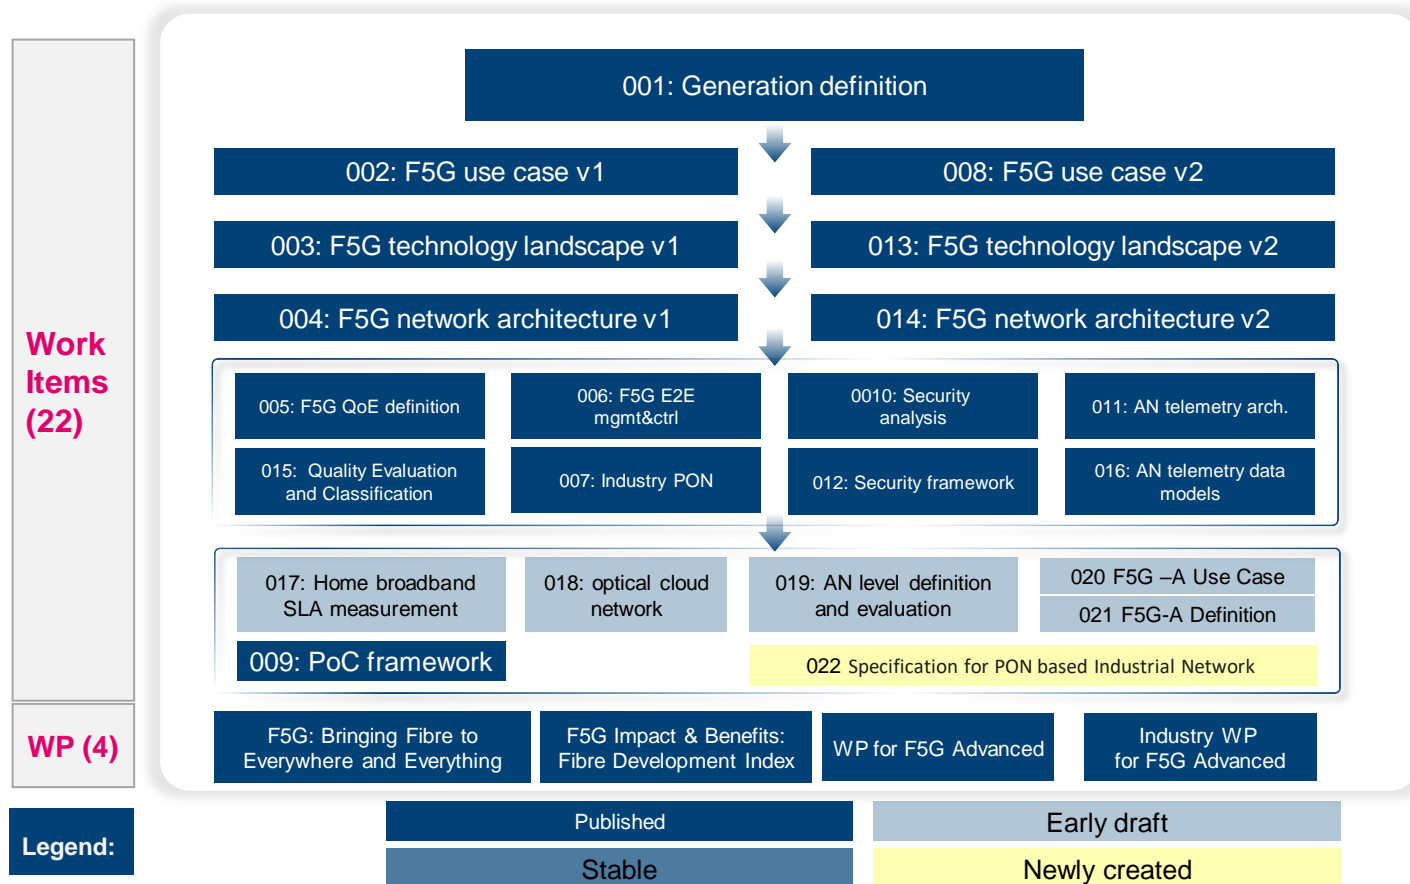 001: Generation definition
002: F5G use case v1
008: F5G use case v2
003: F5G technology landscape v1
013: F5G technology landscape v2
004: F5G network architecture v1
014: F5G network architecture v2
Work
Items
(22)
005: F5G QoE definition
006: F5G E2E
mgmt&ctrl
0010: Security
analysis
011: AN telemetry arch.
015:  Quality Evaluation
and Classification
007: Industry PON
012: Security framework
016: AN telemetry data
models
017: Home broadband
SLA measurement
018: optical cloud
network
019: AN level definition
and evaluation
020 F5G –A Use Case
021 F5G-A Definition
009: PoC framework
022 Specification for PON based Industrial Network
WP (4)
F5G: Bringing Fibre to
Everywhere and Everything
F5G Impact & Benefits:
Fibre Development Index
WP for F5G Advanced
Industry WP
for F5G Advanced
Legend:
Published
Early draft
Stable
Newly created